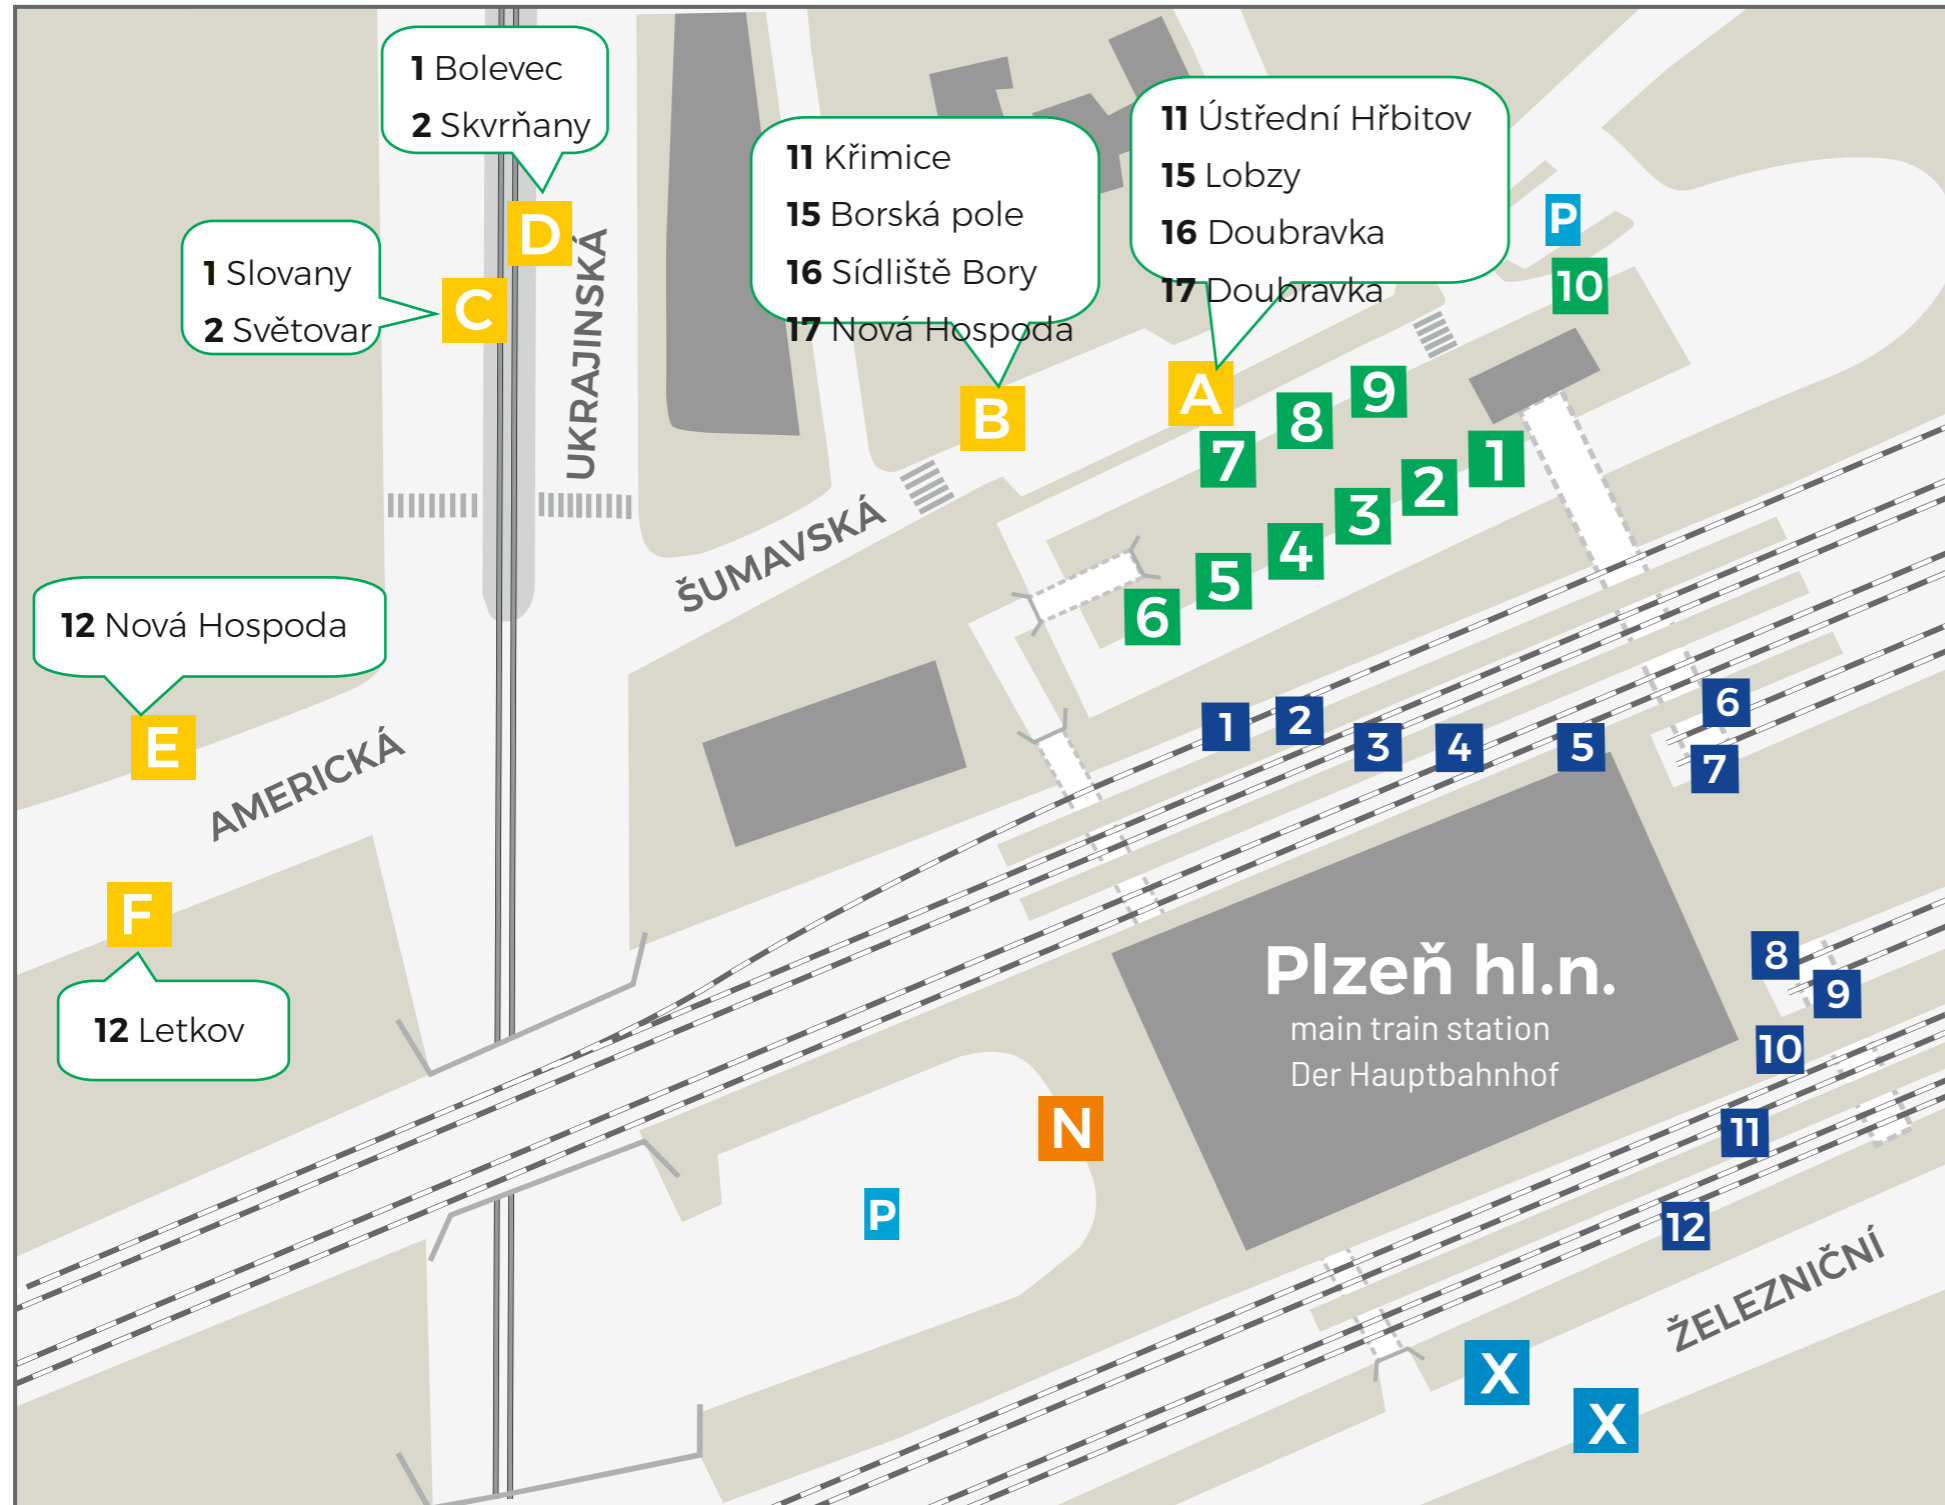 1 Bolevec
2 Skvrňany
11 Křimice
15 Borská pole
16 Sídliště Bory
17 Nová Hospoda
11 Ústřední Hřbitov
15 Lobzy
16 Doubravka
17 Doubravka
P
10
D
1 Slovany
2 Světovar
C
UKRAJINSKÁ
B
A
7
8
9
1
2
3
4
5
6
ŠUMAVSKÁ
12 Nová Hospoda
E
AMERICKÁ
F
12 Letkov
1
2
3
4
5
6
7
Plzeň hl.n.
main train station
Der Hauptbahnhof
8
9
10
11
12
N
P
ŽELEZNIČNÍ
X
X